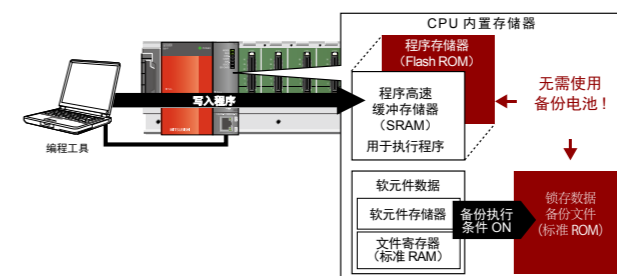 CPU 内置存储器
程序存储器
（Flash ROM）
程序高速
缓冲存储器
（SRAM）
用于执行程序
无需使用
备份电池！
写入程序
编程工具
软元件数据
软元件存储器
文件寄存器
（标准 RAM）
备份执行
条件 ON
锁存数据
备份文件
（标准 ROM）